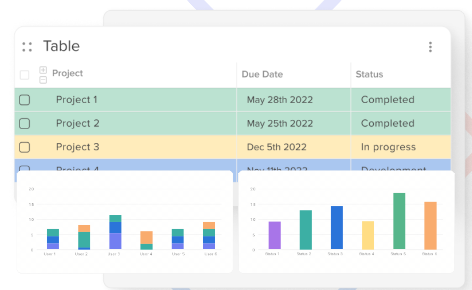 Table
Project Due Date Status
Project 1 May 28th 2022 Completed
Project 2 May 25th 2022 Completed
Project 3 Dec 5th 2022 In progress
Project 4 Nov 11th 2022 Development
20 20
15 15
10 10
5 5
0 0
User 1 User 2 User 3 User 4 User 5 User 6 Status 1 Status 2 Status 3 Status 4 Status 5 Status 6